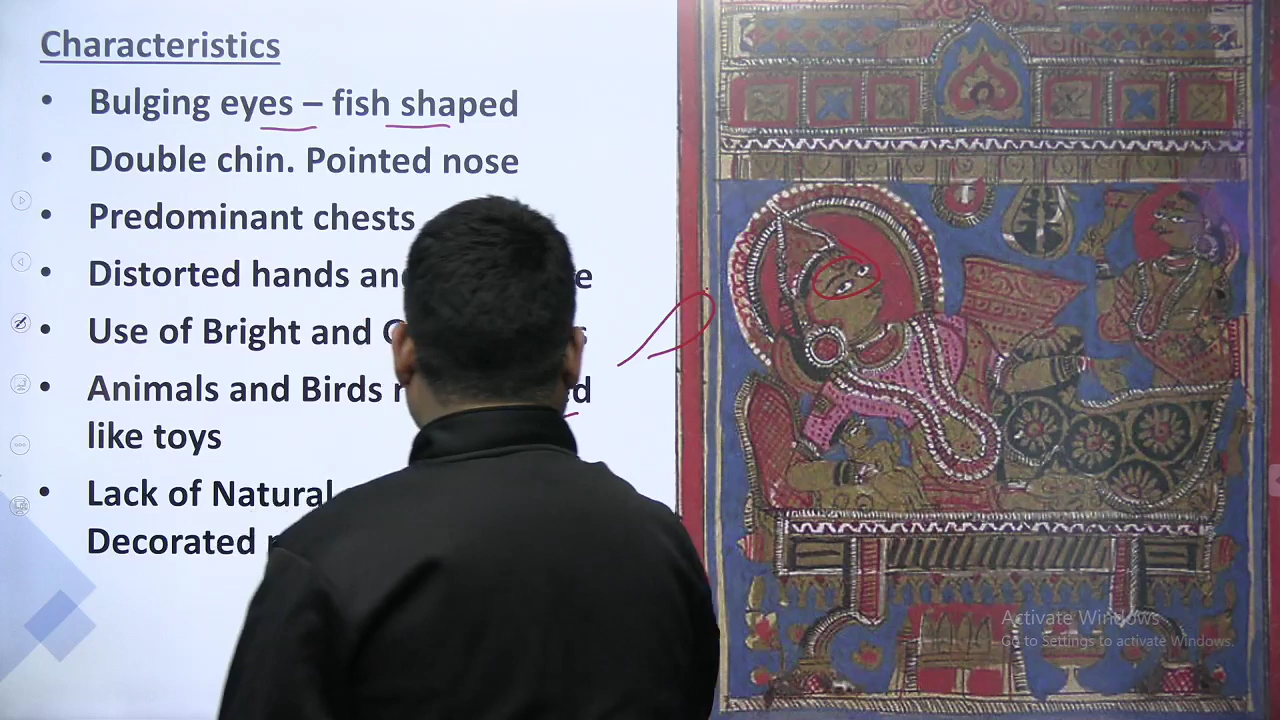 Characteristics
• Bulging eyes – fish shaped
• Double chin. Pointed nose
• Predominant chests
• Distorted hands and
• Use of Bright and
• Animals and Birds
like toys
• Lack of Natural
Decorated
Activate Windows
Go to Settings to activate Windows.